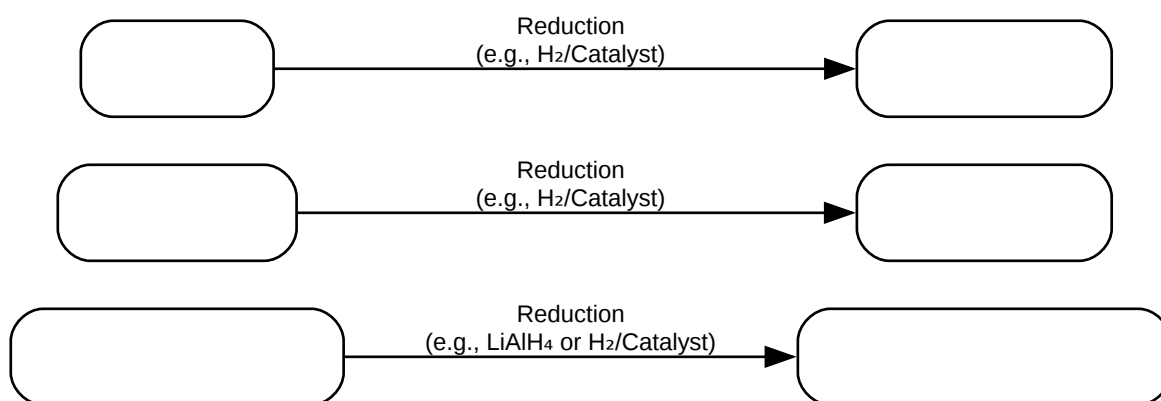 Reduction
(e.g., H₂/Catalyst)
Reduction
(e.g., H₂/Catalyst)
Reduction
(e.g., LiAlH₄ or H₂/Catalyst)